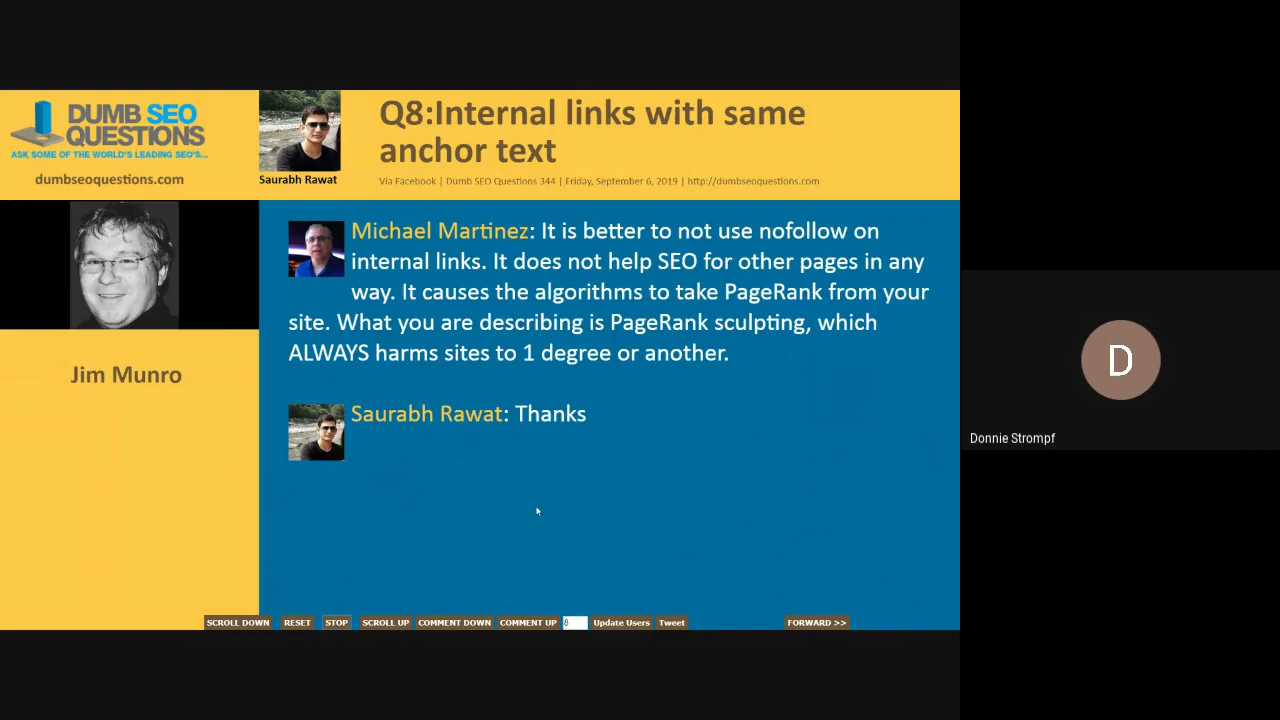 DUMB SEO
QUESTIONS
ASK SOME OF THE WORLD'S LEADING SEO'S...
dumbseoquestions.com
Saurabh Rawat
Q8:Internal links with same
anchor text
Via Facebook | Dumb SEO Questions 344 | Friday, September 6, 2019 | http://dumbseoquestions.com
Jim Munro
Michael Martinez: It is better to not use nofollow on
internal links. It does not help SEO for other pages in any
way. It causes the algorithms to take PageRank from your
site. What you are describing is PageRank sculpting, which
ALWAYS harms sites to 1 degree or another.
Saurabh Rawat: Thanks
D
Donnie Strompf
SCROLL DOWN RESET STOP SCROLL UP COMMENT DOWN COMMENT UP 8 Update Users Tweet FORWARD >>